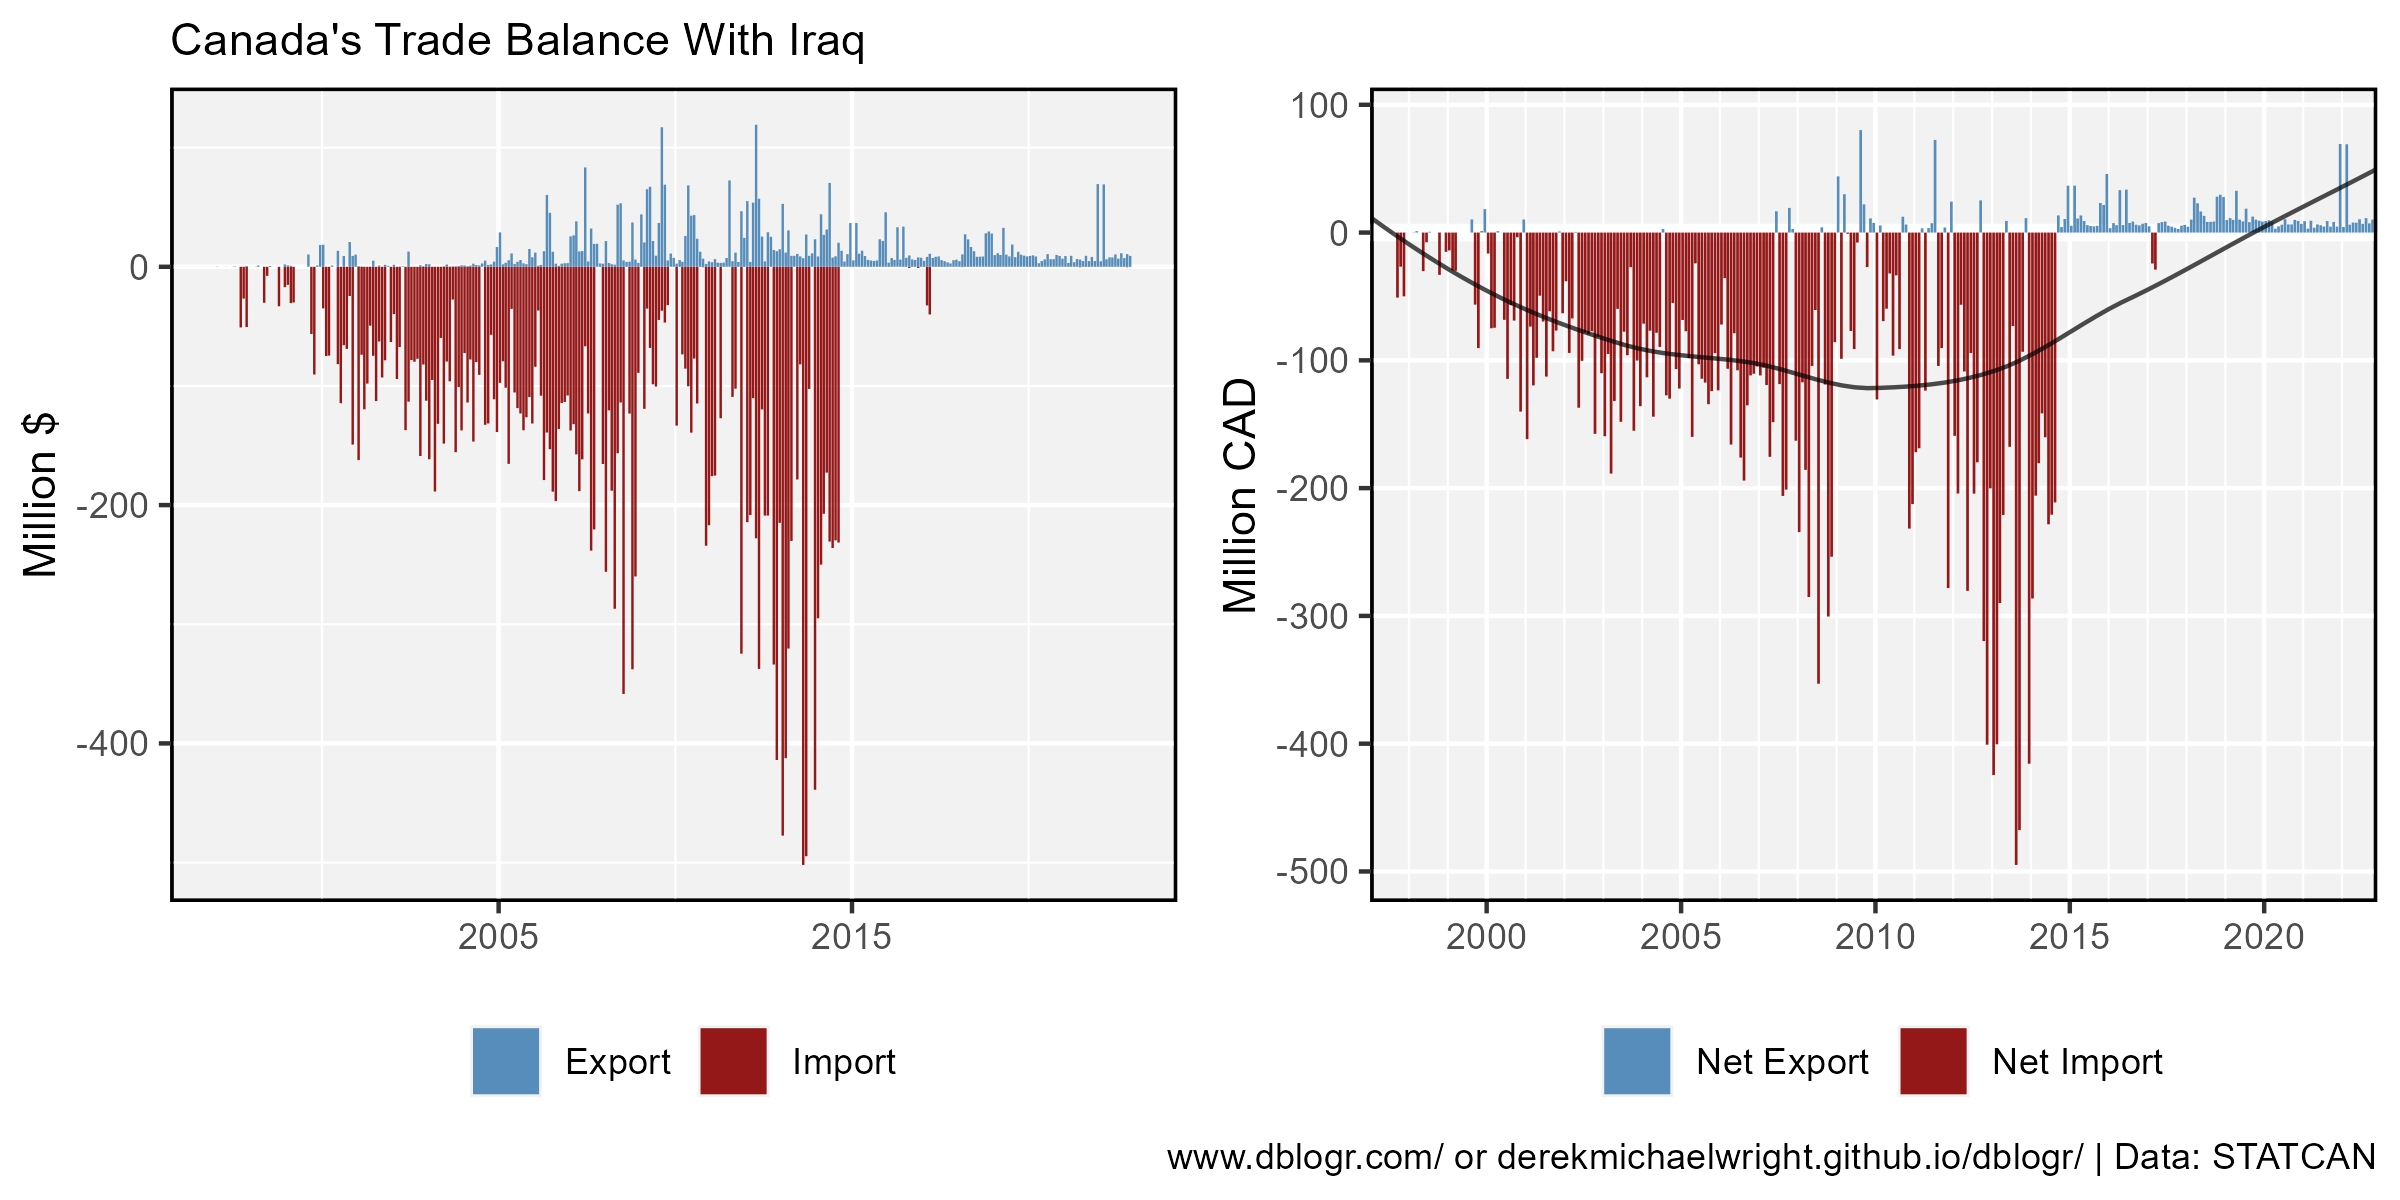 Canada's Trade Balance With Iraq
Million $
0
-200
-400
2005
2015
Export
Import
Million CAD
100
0
-100
-200
-300
-400
-500
2000
2005
2010
2015
2020
Net Export
Net Import
www.dblogr.com/ or derekmichaelwright.github.io/dblogr/ | Data: STATCAN